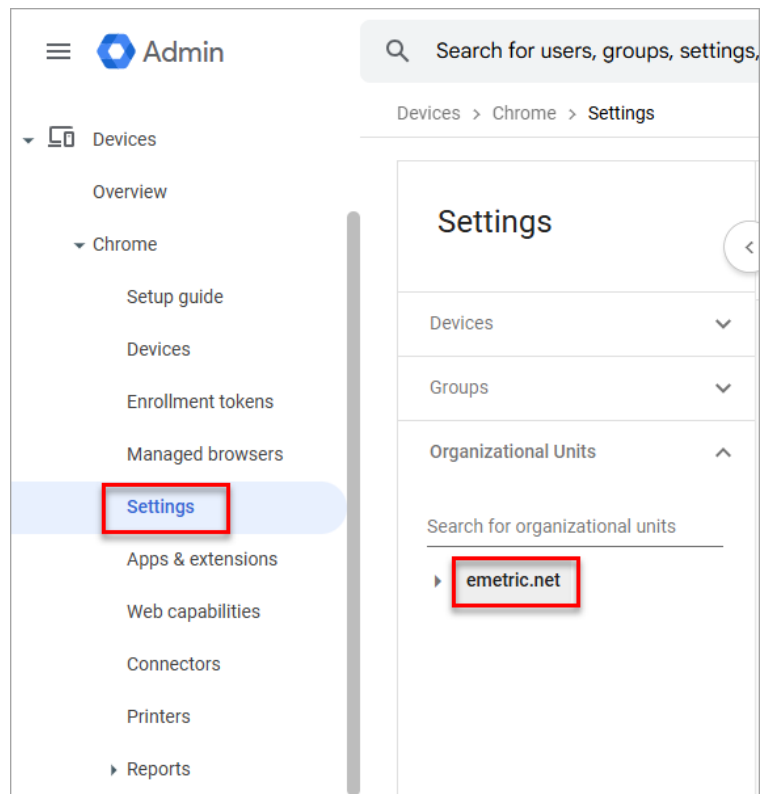 Admin
Search for users, groups, settings,
Devices > Chrome > Settings
Devices
Overview
Chrome
Setup guide
Devices
Enrollment tokens
Managed browsers
Settings
Apps & extensions
Web capabilities
Connectors
Printers
Reports
Settings
Devices
Groups
Organizational Units
Search for organizational units
emetric.net